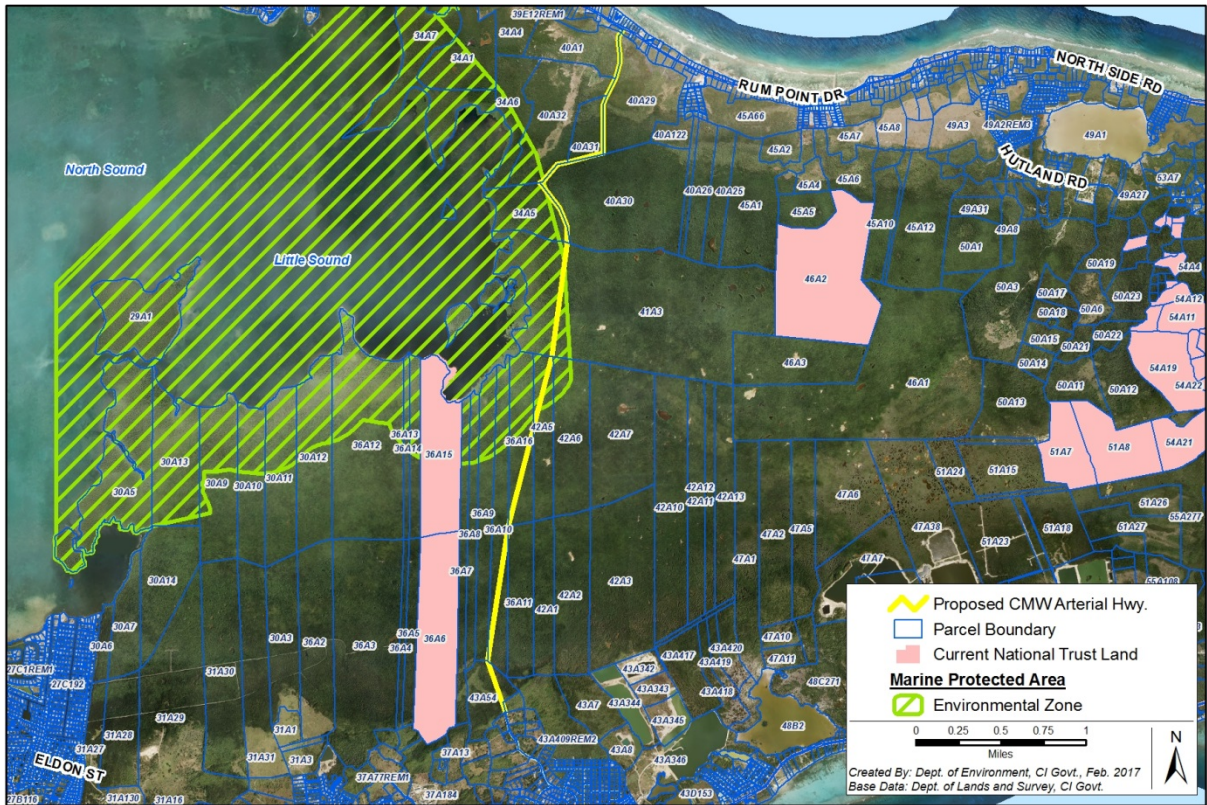 39E12REM1
34A7
34A4
40A1
34A1
NORTH SIDE RD
RUM POINT DR
34A6
40A29
40A32
45A66
45A8
49A3
49A2REM3
49A1
40A122
45A7
40A31
45A2
HUTLAND RD
North Sound
53A7
45A4
45A6
40A26
40A25
49A27
34A5
40A30
45A1
45A5
45A10
45A12
49A31
49A8
50A1
Little Sound
50A19
54A4
46A2
50A3
50A17
50A23
54A12
29A1
41A3
50A18
50A6
54A11
50A15
50A22
50A21
46A3
50A14
54A19
46A1
50A11
50A12
54A22
50A13
36A13
42A5
30A12
36A12
36A14
36A16
42A6
42A7
54A21
30A13
36A15
51A7
51A8
30A11
30A9
30A10
51A24
51A15
30A5
42A12
42A11
42A13
47A6
51A26
42A10
55A277
36A9
36A10
47A5
47A38
51A18
51A27
36A8
47A2
51A23
47A1
47A7
36A7
30A14
42A3
55A108
36A11
42A2
42A1
30A7
36A5
47A10
30A6
30A3
36A2
36A3
36A4
36A6
43A417
43A420
47A11
43A342
43A419
27C1REM1
31A30
48C271
27C192
43A343
43A54
43A418
43A7
43A344
31A29
48B2
43A345
31A1
31A28
43A409REM2
31A27
37A13
43A8
31A31
31A3
43A346
ELDON ST
37A77REM1
27B116
31A130
31A16
37A184
43D153
Proposed CMW Arterial Hwy.
Parcel Boundary
Current National Trust Land
Marine Protected Area
Environmental Zone
0 0.25 0.5 1
Miles
N
Created By: Dept. of Environment, CI Govt., Feb. 2017
Base Data: Dept. of Lands and Survey, CI Govt.